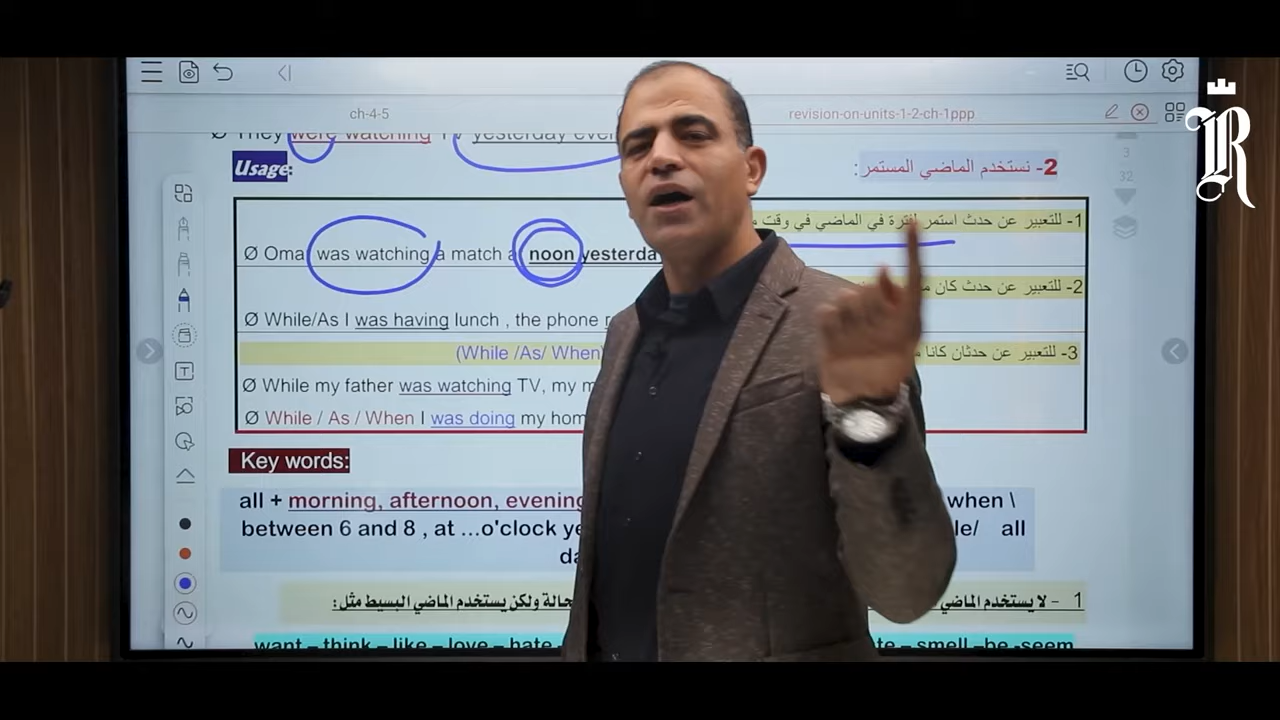 ch-4-5
revision-on-units-1-2-ch-1ppp
Ø They were watching yesterday
3
32
Usage:
2- نستخدم الماضي المستمر:
1- للتعبير عن حدث استمر لفترة في الماضي في وقت
Ø Oma was watching a match a noon yesterda
2- للتعبير عن حدث كان
Ø While/As I was having lunch , the phone
3- للتعبير عن حدثان كانا
(While /As/ When)
Ø While my father was watching TV, my
Ø While / As / When I was doing my hom
Key words:
all + morning, afternoon, evening when \
between 6 and 8 , at ...o'clock ye le/ all
da
1 - لا يستخدم الماضي حالة ولكن يستخدم الماضي البسيط مثل:
want – think – like – love – hate – smell –be -seem
R